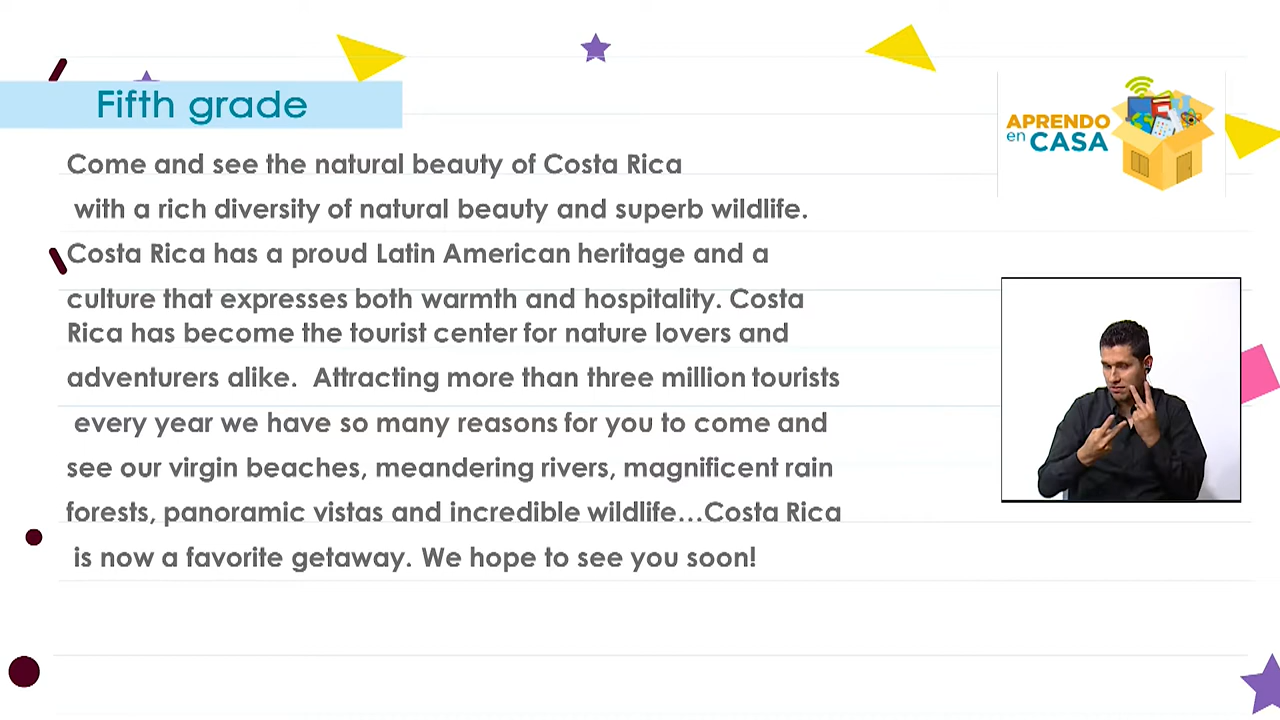 Fifth grade
APRENDO
en CASA
Come and see the natural beauty of Costa Rica
with a rich diversity of natural beauty and superb wildlife.
Costa Rica has a proud Latin American heritage and a
culture that expresses both warmth and hospitality. Costa
Rica has become the tourist center for nature lovers and
adventurers alike.  Attracting more than three million tourists
every year we have so many reasons for you to come and
see our virgin beaches, meandering rivers, magnificent rain
forests, panoramic vistas and incredible wildlife…Costa Rica
is now a favorite getaway. We hope to see you soon!